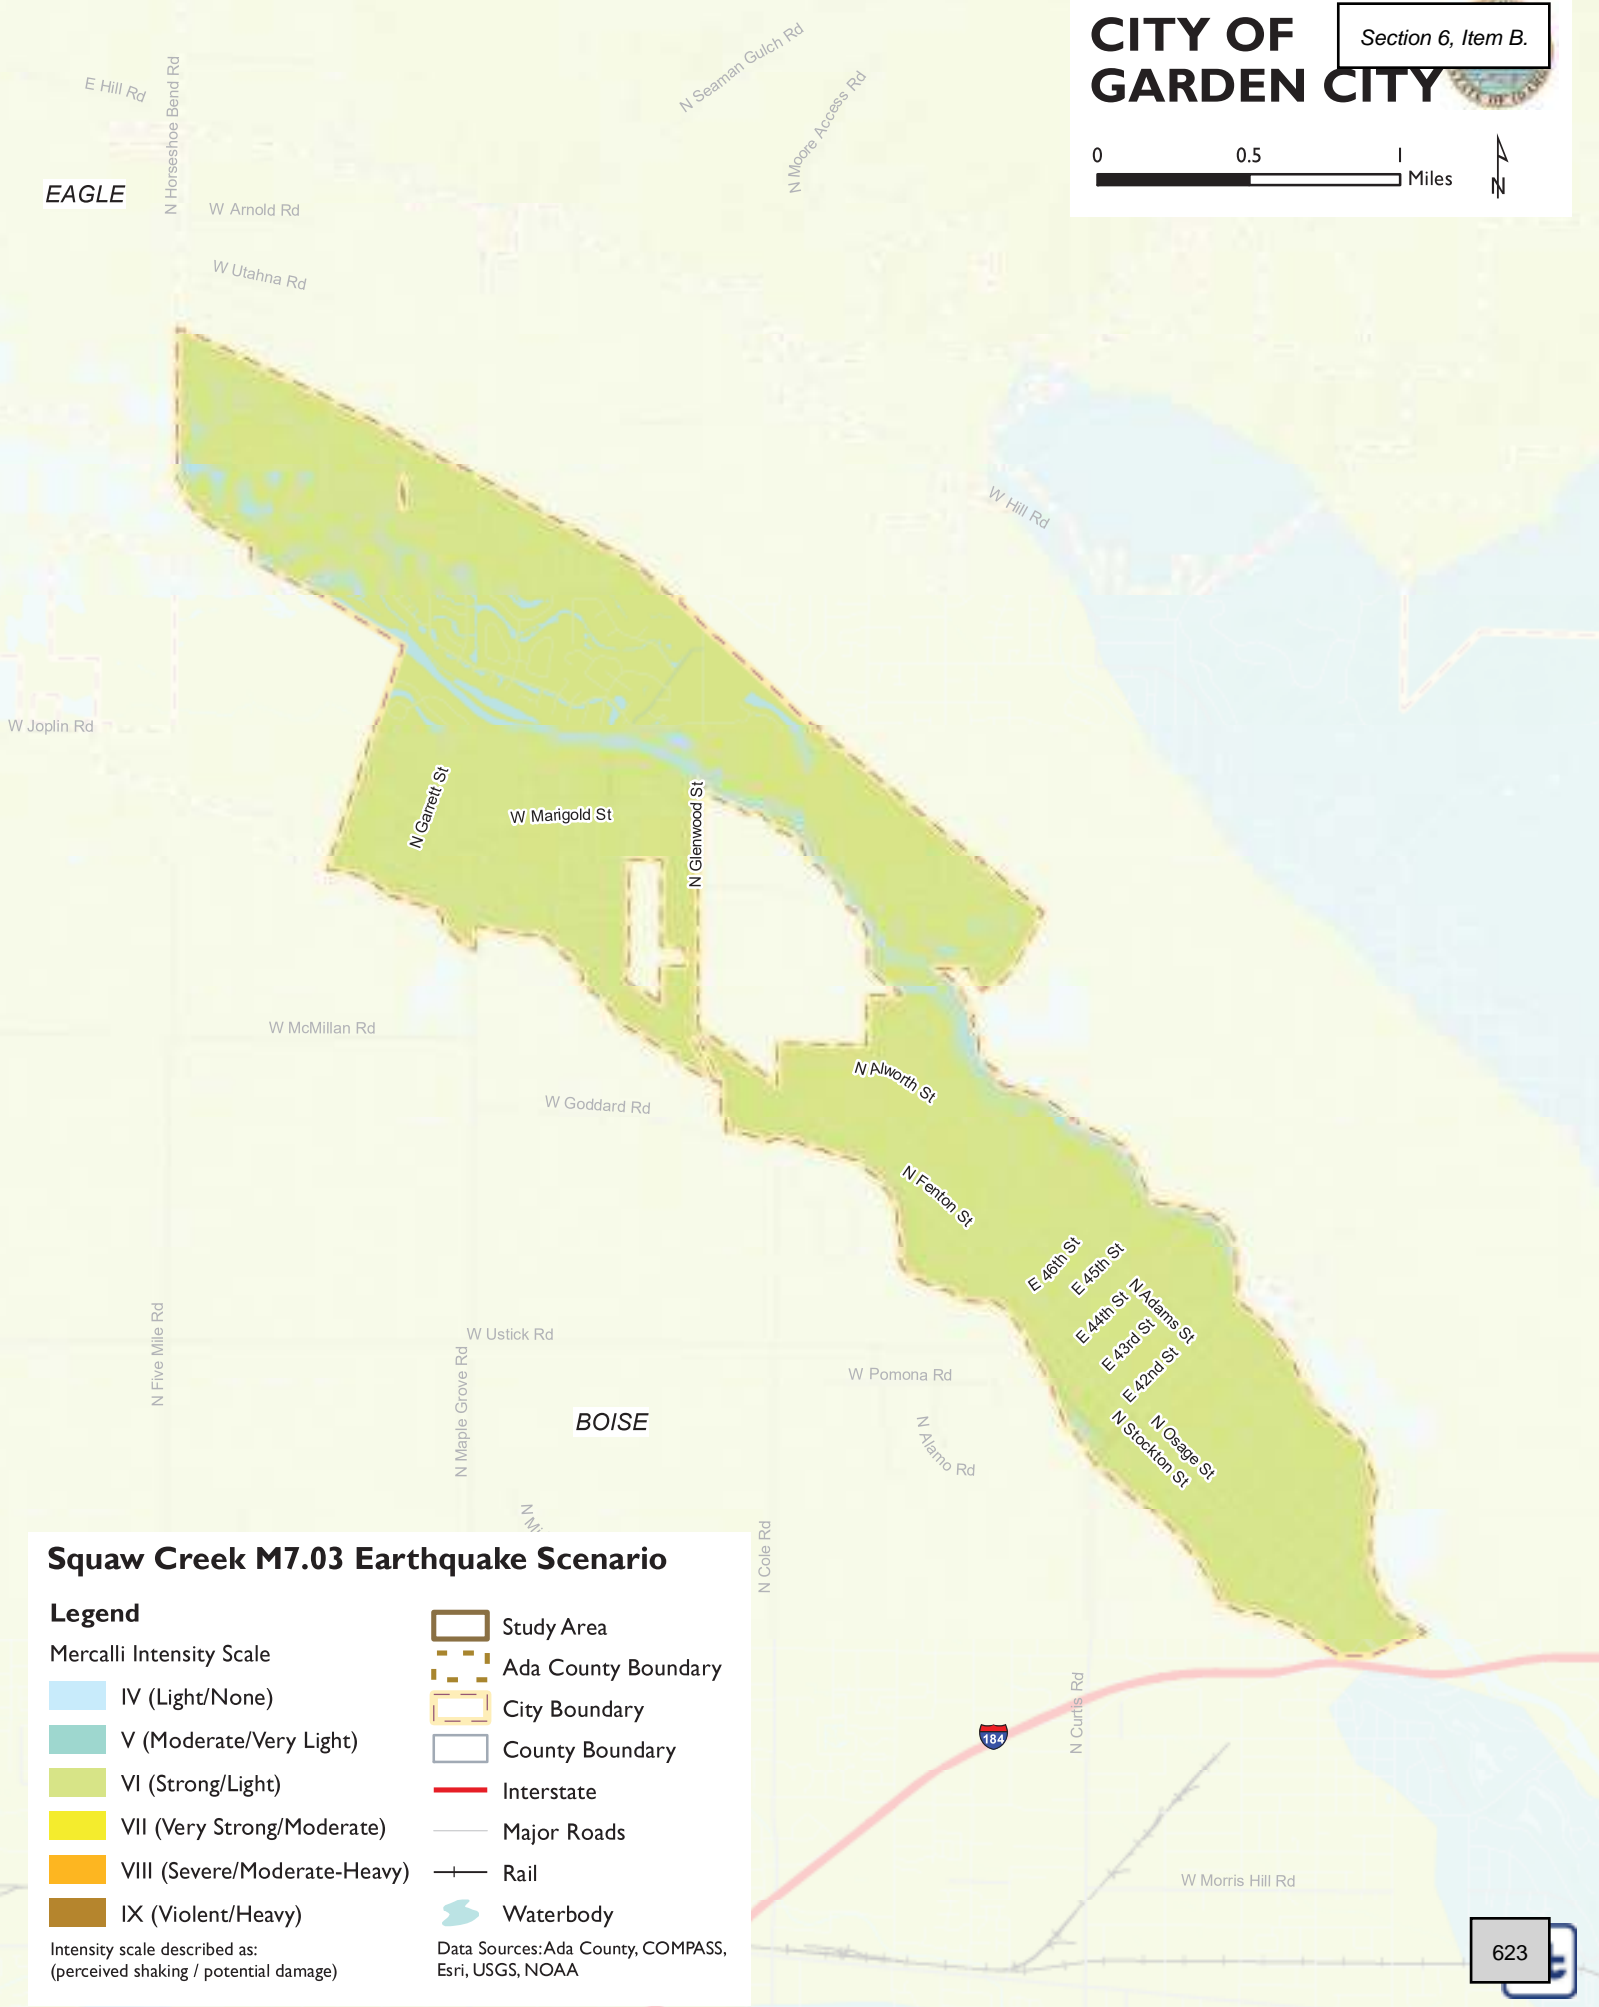 CITY OF
GARDEN CITY
Section 6, Item B.
0 0.5 1
Miles
N
E Hill Rd
N Horseshoe Bend Rd
N Seaman Gulch Rd
N Moore Access Rd
EAGLE
W Arnold Rd
W Utahna Rd
W Hill Rd
W Joplin Rd
N Garrett St
W Marigold St
N Glenwood St
W McMillan Rd
N Alworth St
W Goddard Rd
N Fenton St
E 46th St
E 45th St
N Adams St
E 44th St
E 43rd St
E 42nd St
N Five Mile Rd
W Ustick Rd
N Maple Grove Rd
W Pomona Rd
BOISE
N Alamo Rd
N Osage St
N Stockton St
N Mi
N Cole Rd
N Curtis Rd
184
W Morris Hill Rd
Squaw Creek M7.03 Earthquake Scenario
Legend
Mercalli Intensity Scale
IV (Light/None)
V (Moderate/Very Light)
VI (Strong/Light)
VII (Very Strong/Moderate)
VIII (Severe/Moderate-Heavy)
IX (Violent/Heavy)
Intensity scale described as:
(perceived shaking / potential damage)
Study Area
Ada County Boundary
City Boundary
County Boundary
Interstate
Major Roads
Rail
Waterbody
Data Sources:Ada County, COMPASS,
Esri, USGS, NOAA
623